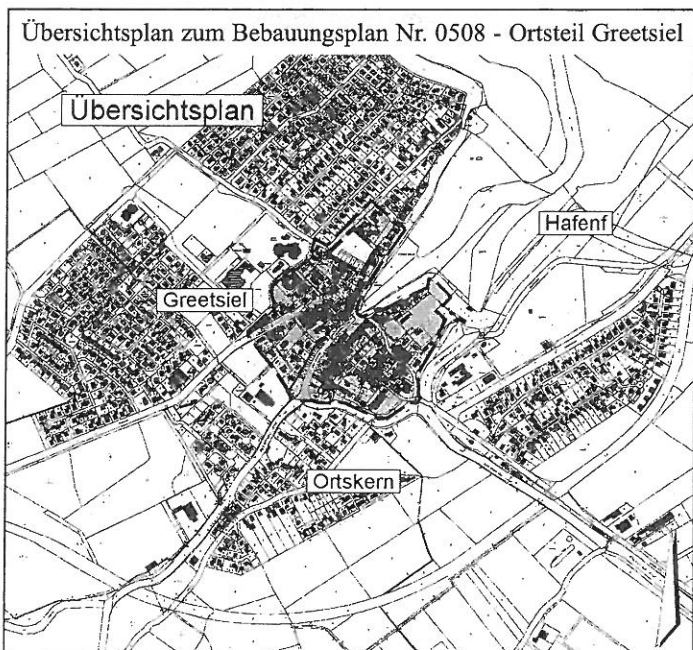 Übersichtsplan zum Bebauungsplan Nr. 0508 - Ortsteil Greetsiel
Übersichtsplan
Hafenf
Greetsiel
Ortskern